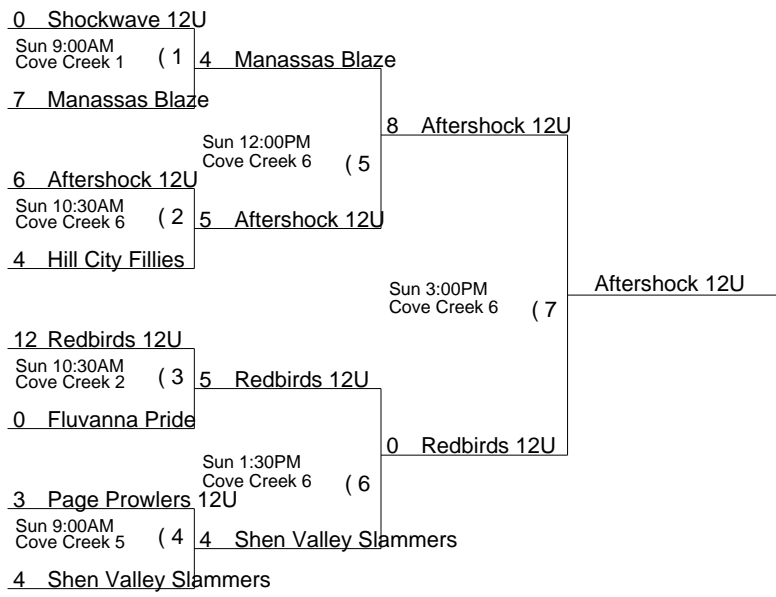 0 Shockwave 12U
Sun 9:00AM
Cove Creek 1 ( 1
7 Manassas Blaze
4 Manassas Blaze
Sun 12:00PM
Cove Creek 6 ( 5
8 Aftershock 12U
6 Aftershock 12U
Sun 10:30AM
Cove Creek 6 ( 2
5 Aftershock 12U
4 Hill City Fillies
Sun 3:00PM
Cove Creek 6 ( 7
Aftershock 12U
12 Redbirds 12U
Sun 10:30AM
Cove Creek 2 ( 3
5 Redbirds 12U
0 Fluvanna Pride
Sun 1:30PM
Cove Creek 6 ( 6
0 Redbirds 12U
3 Page Prowlers 12U
Sun 9:00AM
Cove Creek 5 ( 4
4 Shen Valley Slammers
4 Shen Valley Slammers